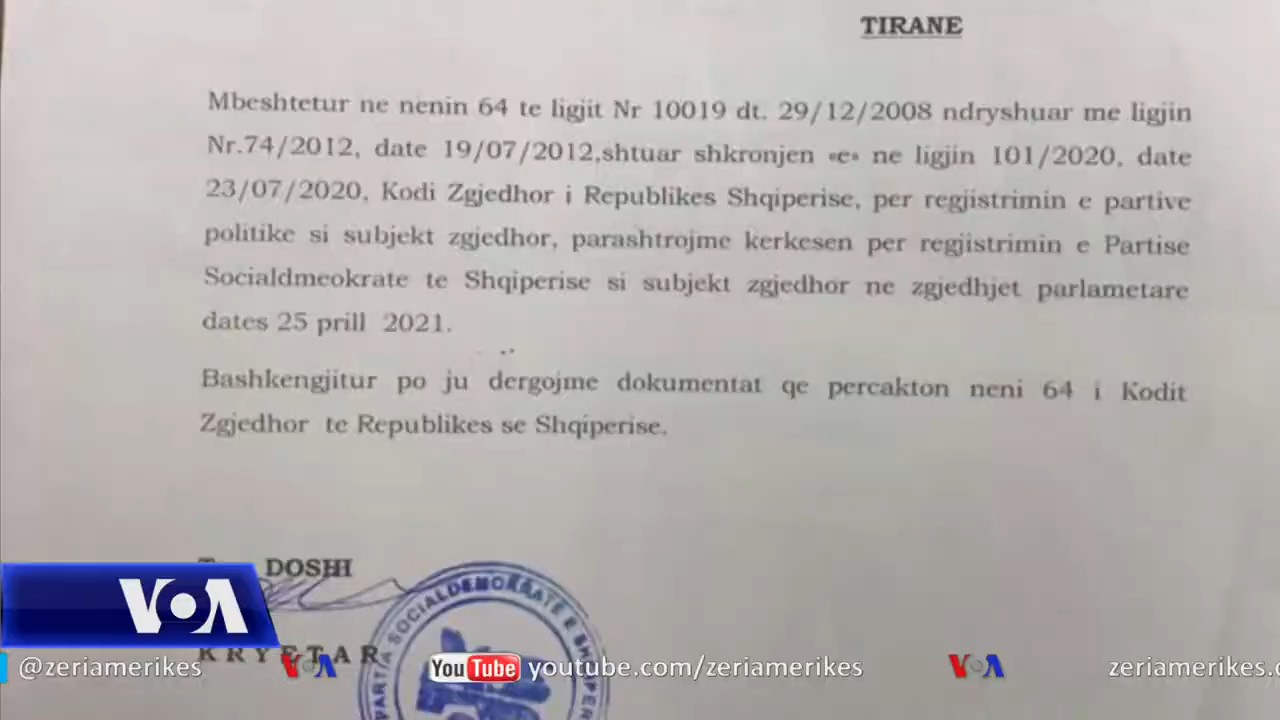 TIRANE
Mbeshtetur ne nenin 64 te ligjit Nr 10019 dt. 29/12/2008 ndryshuar me ligjin
Nr.74/2012, date 19/07/2012,shtuar shkronjen «e» ne ligjin 101/2020, date
23/07/2020, Kodi Zgjedhor i Republikes Shqiperise, per regjistrimin e partive
politike si subjekt zgjedhor, parashtrojme kerkesen per regjistrimin e Partise
Socialdmeokrate te Shqiperise si subjekt zgjedhor ne zgjedhjet parlametare
dates 25 prill 2021.
Bashkengjitur po ju dergojme dokumentat qe percakton neni 64 i Kodit
Zgjedhor te Republikes se Shqiperise.
DOSHI
PARTIA SOCIALDEMOKRATE E
VOA
KRYETAR
@zeriamerikes VOA YouTube youtube.com/zeriamerikes VOA